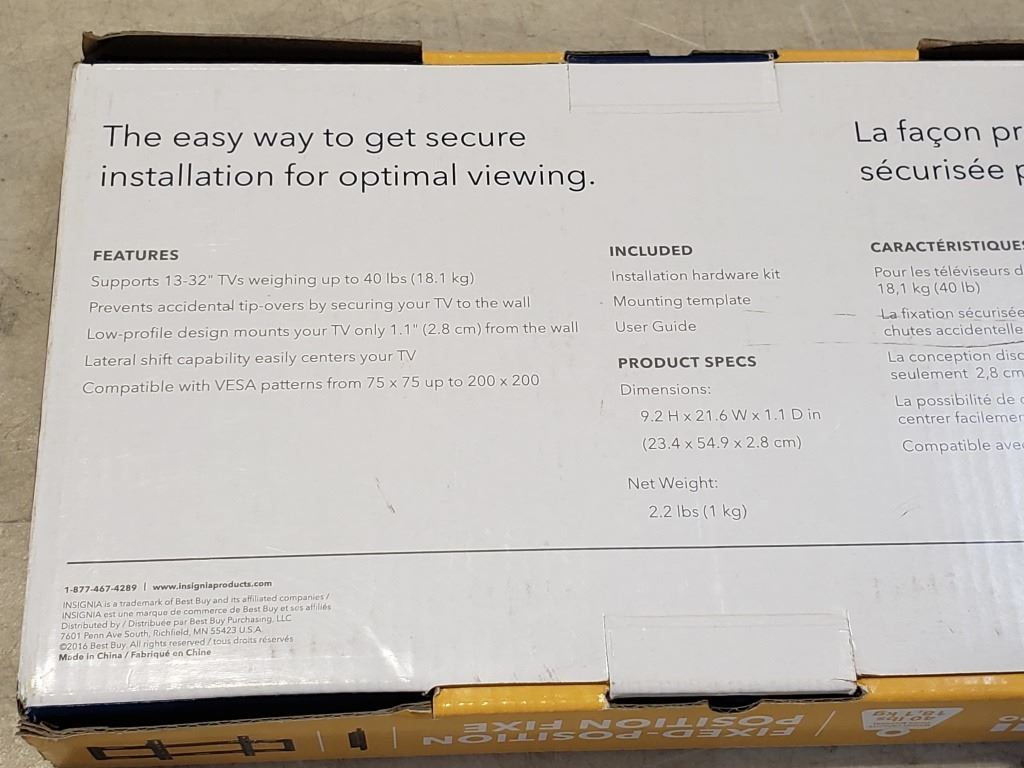 The easy way to get secure
installation for optimal viewing.
FEATURES
Supports 13-32" TVs weighing up to 40 lbs (18.1 kg)
Prevents accidental tip-overs by securing your TV to the wall
Low-profile design mounts your TV only 1.1" (2.8 cm) from the wall
Lateral shift capability easily centers your TV
Compatible with VESA patterns from 75 x 75 up to 200 x 200
INCLUDED
Installation hardware kit
Mounting template
User Guide
PRODUCT SPECS
Dimensions:
9.2 H x 21.6 W x 1.1 D in
(23.4 x 54.9 x 2.8 cm)
Net Weight:
2.2 lbs (1 kg)
La façon pr
sécurisée p
CARACTÉRISTIQUES
Pour les téléviseurs d
18,1 kg (40 lb)
La fixation sécurisée
chutes accidentelle
La conception disc
seulement 2,8 cm
La possibilité de c
centrer facilemer
Compatible avec
1-877-467-4289 | www.insigniaproducts.com
INSIGNIA is a trademark of Best Buy and its affiliated companies /
INSIGNIA est une marque de commerce de Best Buy et ses affiliés
Distributed by / Distribuée par Best Buy Purchasing, LLC
7601 Penn Ave South, Richfield, MN 55423 U.S.A.
©2016 Best Buy. All rights reserved / tous droits réservés
Made in China / Fabriqué en Chine
FIXED-POSITION
POSITION FIXE
40 lbs
18,1 kg